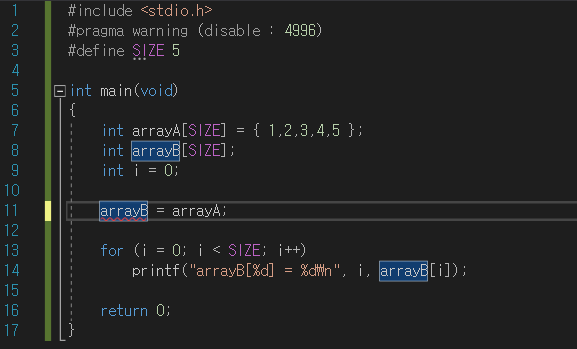 1 #include <stdio.h>
2 #pragma warning (disable : 4996)
3 #define SIZE 5
4
5 int main(void)
6 {
7 int arrayA[SIZE] = { 1,2,3,4,5 };
8 int arrayB[SIZE];
9 int i = 0;
10
11 arrayB = arrayA;
12
13 for (i = 0; i < SIZE; i++)
14 printf("arrayB[%d] = %d₩n", i, arrayB[i]);
15
16 return 0;
17 }